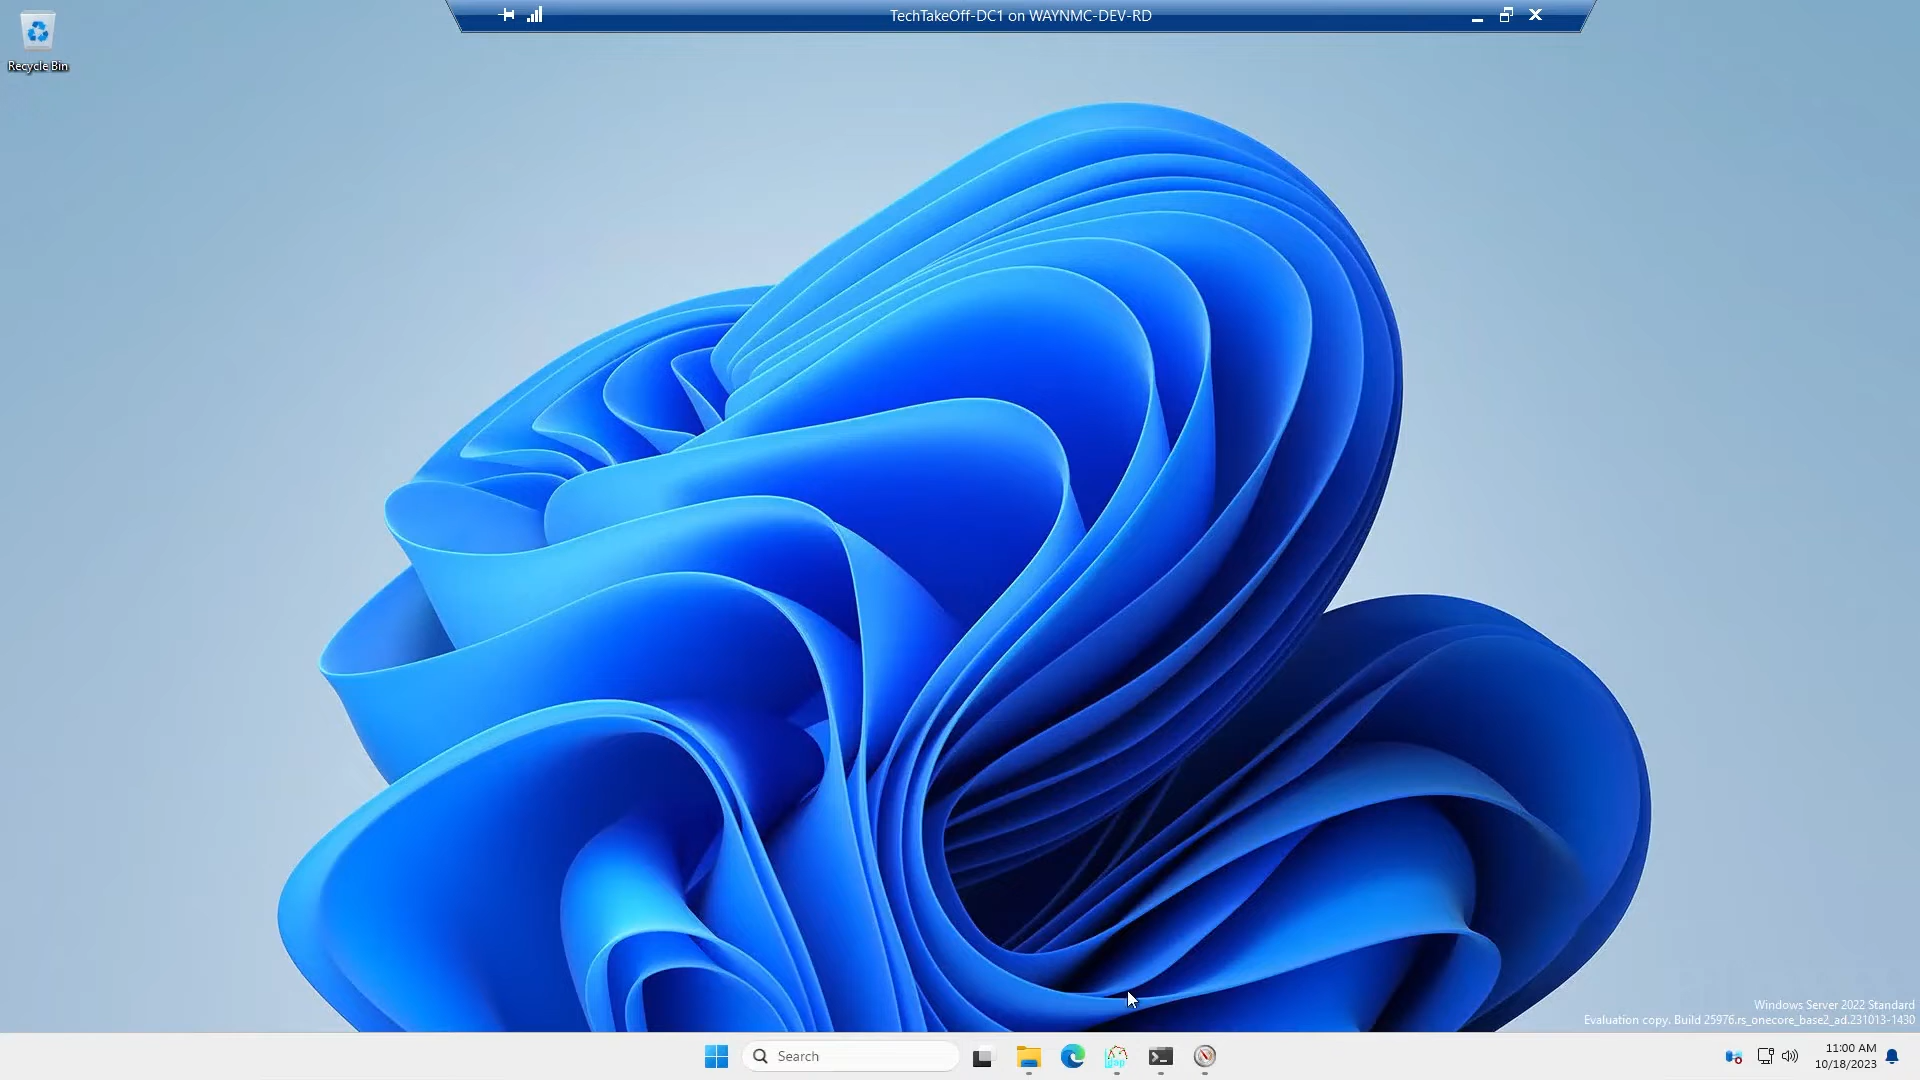 TechTakeOff-DC1 on WAYNMC-DEV-RD
Recycle Bin
Windows Server 2022 Standard
Evaluation copy. Build 25976.rs_onecore_base2_ad.231013-1430
Search
11:00 AM
10/18/2023